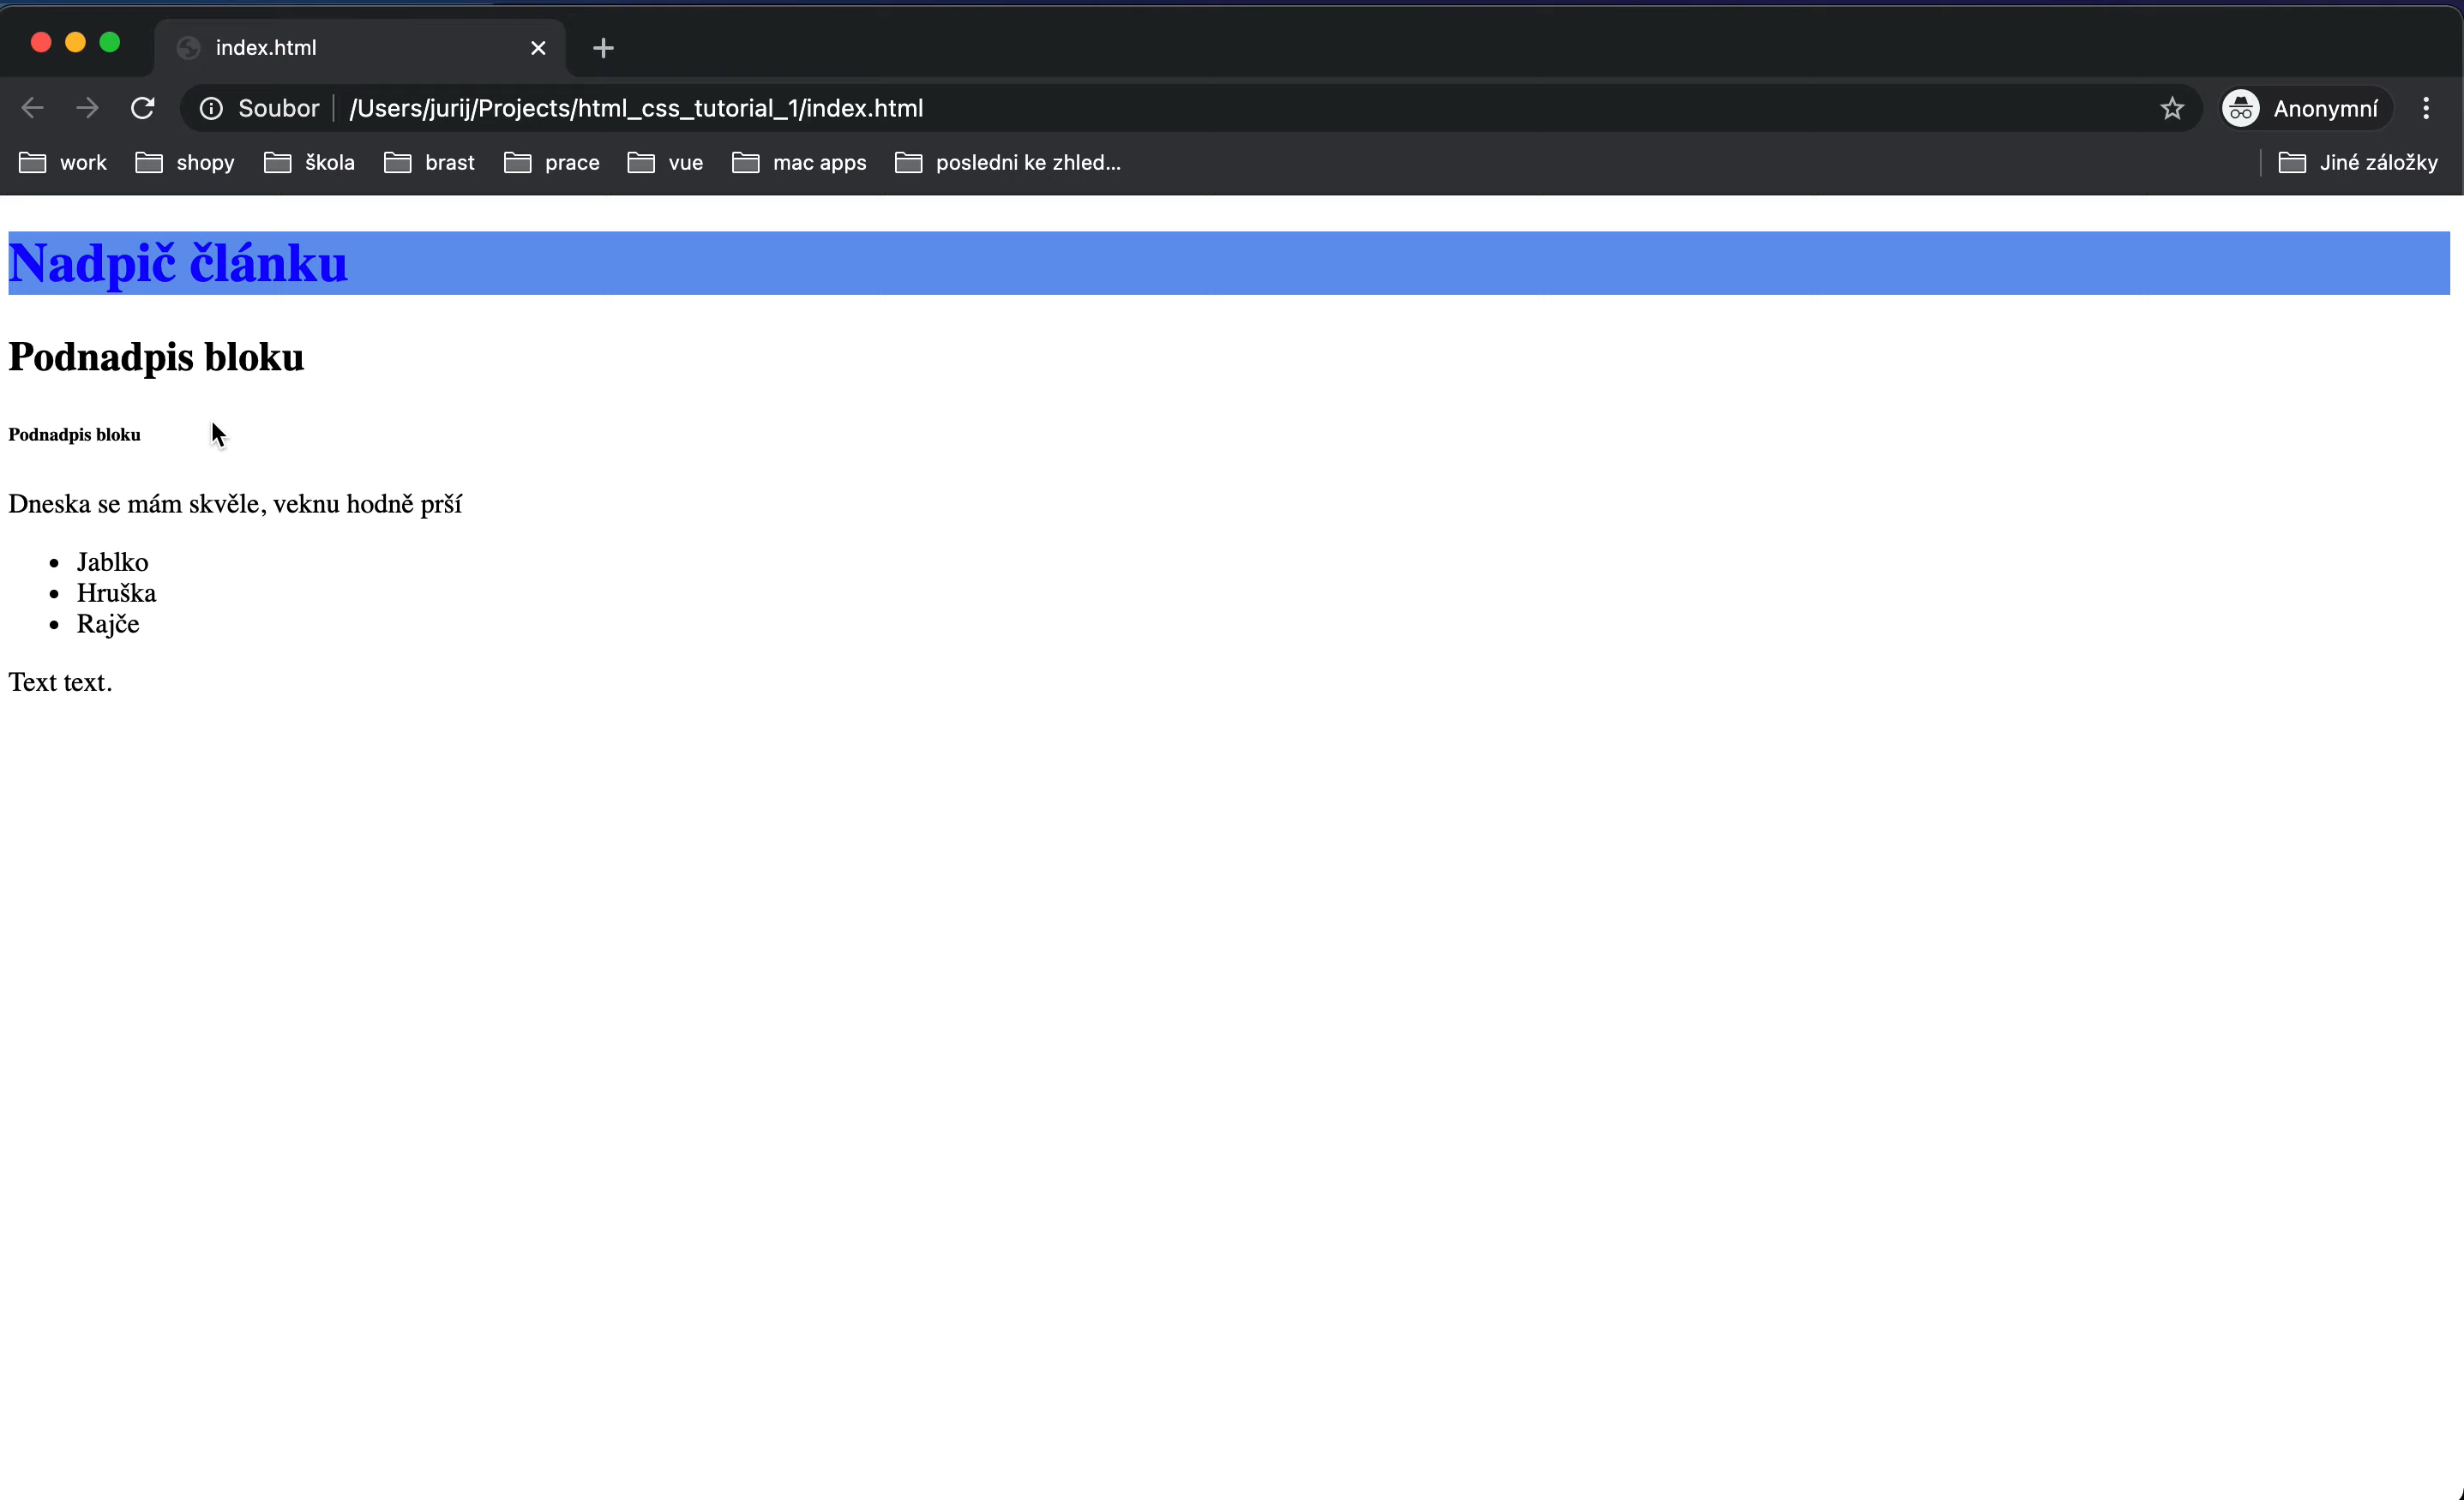 index.html
Soubor /Users/jurij/Projects/html_css_tutorial_1/index.html Anonymní
work shopy škola brast prace vue mac apps posledni ke zhled... Jiné záložky
Nadpič článku
Podnadpis bloku
Podnadpis bloku
Dneska se mám skvěle, veknu hodně prší
Jablko
Hruška
Rajče
Text text.